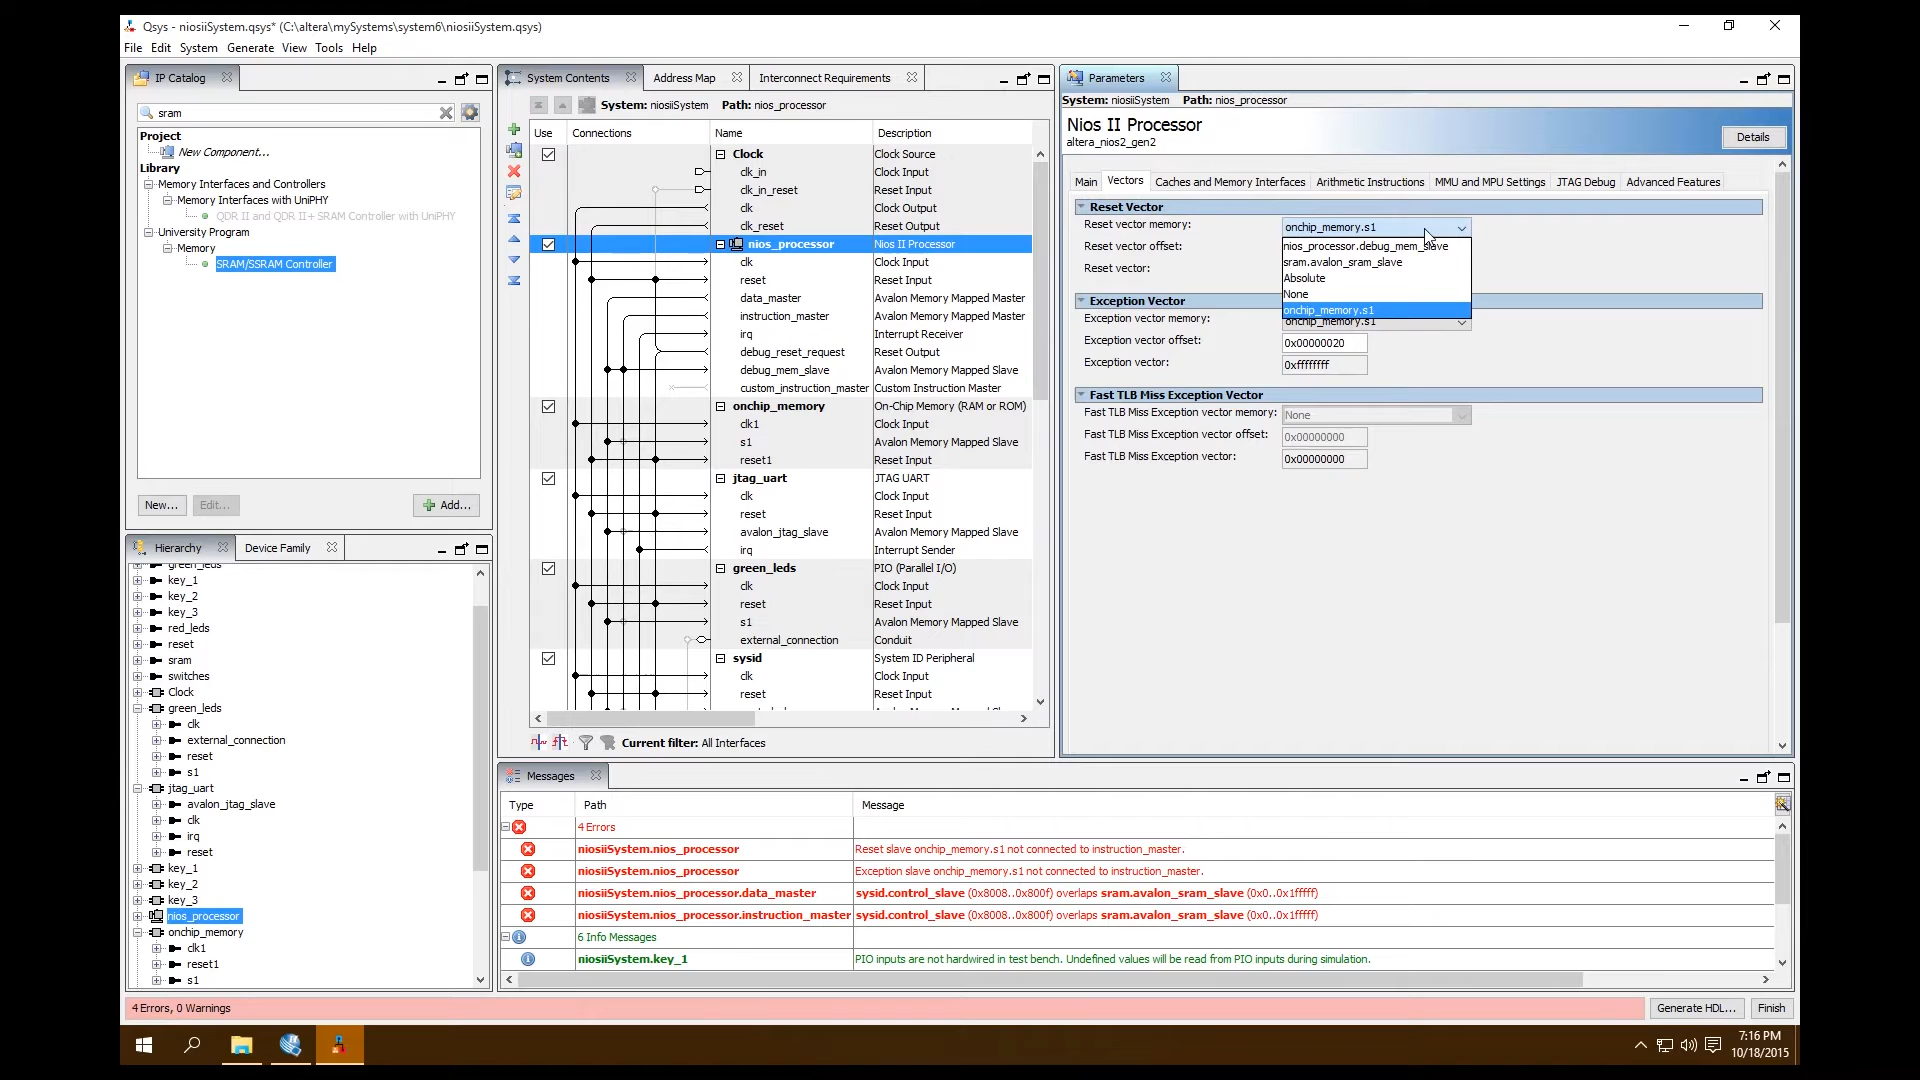 Qsys - niosiiSystem.qsys* (C:\altera\mySystems\system6\niosiiSystem.qsys)
File Edit System Generate View Tools Help
IP Catalog
sram
Project
New Component...
Library
Memory Interfaces and Controllers
Memory Interfaces with UniPHY
QDR II and QDR II+ SRAM Controller with UniPHY
University Program
Memory
SRAM/SSRAM Controller
New... Edit... Add...
Hierarchy Device Family
green_leds
key_1
key_2
key_3
red_leds
reset
sram
switches
Clock
green_leds
clk
external_connection
reset
s1
jtag_uart
avalon_jtag_slave
clk
irq
reset
key_1
key_2
key_3
nios_processor
onchip_memory
clk1
reset1
s1
System Contents Address Map Interconnect Requirements
System: niosiiSystem Path: nios_processor
Use Connections Name Description
Clock Clock Source
clk_in Clock Input
clk_in_reset Reset Input
clk Clock Output
clk_reset Reset Output
nios_processor Nios II Processor
clk Clock Input
reset Reset Input
data_master Avalon Memory Mapped Master
instruction_master Avalon Memory Mapped Master
irq Interrupt Receiver
debug_reset_request Reset Output
debug_mem_slave Avalon Memory Mapped Slave
custom_instruction_master Custom Instruction Master
onchip_memory On-Chip Memory (RAM or ROM)
clk1 Clock Input
s1 Avalon Memory Mapped Slave
reset1 Reset Input
jtag_uart JTAG UART
clk Clock Input
reset Reset Input
avalon_jtag_slave Avalon Memory Mapped Slave
irq Interrupt Sender
green_leds PIO (Parallel I/O)
clk Clock Input
reset Reset Input
s1 Avalon Memory Mapped Slave
external_connection Conduit
sysid System ID Peripheral
clk Clock Input
reset Reset Input
Current filter: All Interfaces
Parameters
System: niosiiSystem Path: nios_processor
Nios II Processor
altera_nios2_gen2
Details
Main Vectors Caches and Memory Interfaces Arithmetic Instructions MMU and MPU Settings JTAG Debug Advanced Features
Reset Vector
Reset vector memory: onchip_memory.s1
Reset vector offset:
Reset vector:
nios_processor.debug_mem_slave
sram.avalon_sram_slave
Absolute
None
onchip_memory.s1
Exception Vector
Exception vector memory: onchip_memory.s1
Exception vector offset: 0x00000020
Exception vector: 0xffffffff
Fast TLB Miss Exception Vector
Fast TLB Miss Exception vector memory: None
Fast TLB Miss Exception vector offset: 0x00000000
Fast TLB Miss Exception vector: 0x00000000
Messages
Type Path Message
4 Errors
niosiiSystem.nios_processor Reset slave onchip_memory.s1 not connected to instruction_master.
niosiiSystem.nios_processor Exception slave onchip_memory.s1 not connected to instruction_master.
niosiiSystem.nios_processor.data_master sysid.control_slave (0x8008..0x800f) overlaps sram.avalon_sram_slave (0x0..0x1fffff)
niosiiSystem.nios_processor.instruction_master sysid.control_slave (0x8008..0x800f) overlaps sram.avalon_sram_slave (0x0..0x1fffff)
6 Info Messages
niosiiSystem.key_1 PIO inputs are not hardwired in test bench. Undefined values will be read from PIO inputs during simulation.
4 Errors, 0 Warnings
Generate HDL... Finish
7:16 PM
10/18/2015